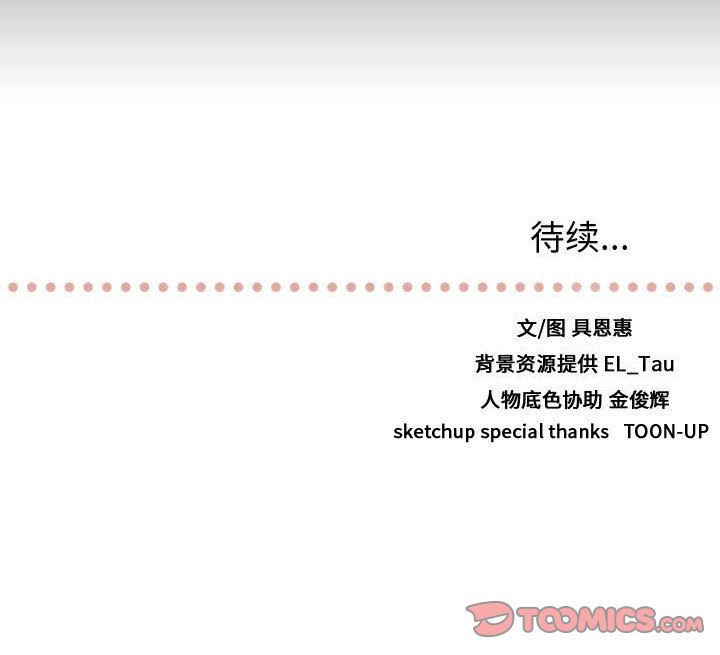 待续...
文/图 具恩惠
背景资源提供 EL_Tau
人物底色协助 金俊辉
sketchup special thanks TOON-UP
TOOMICS.COM